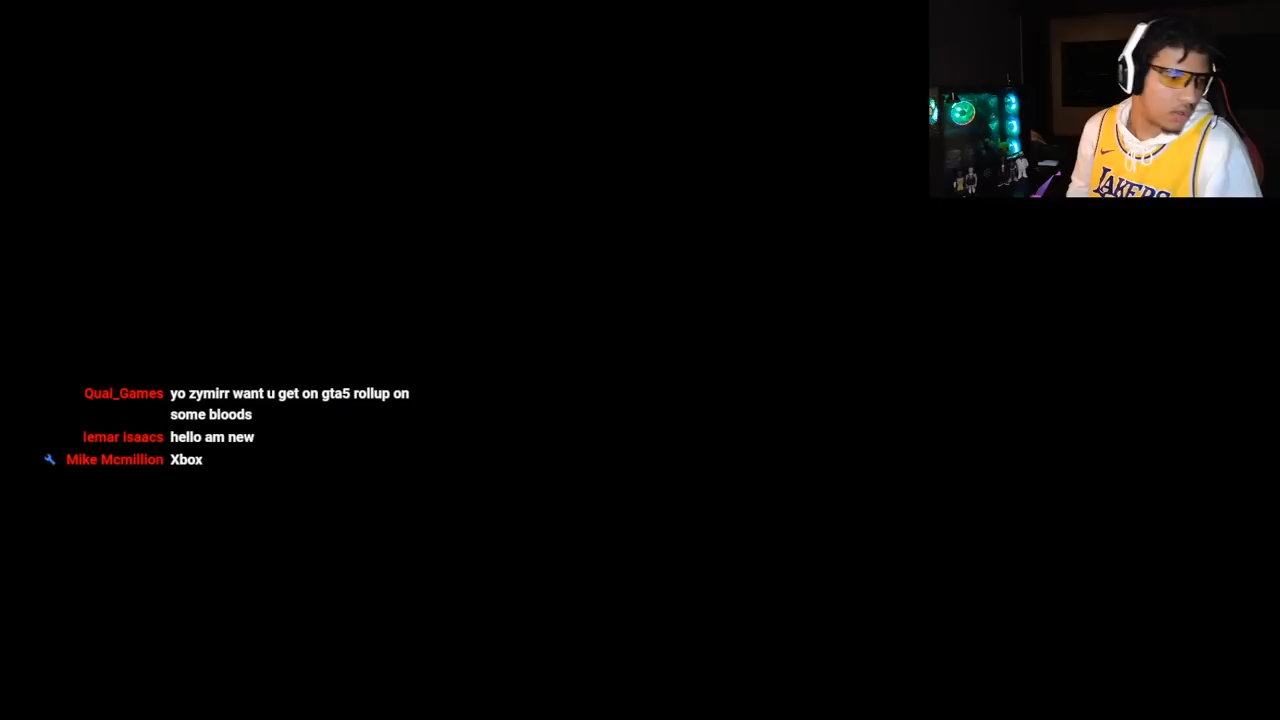 LAKERS
Quai_Games yo zymirr want u get on gta5 rollup on
some bloods
lemar isaacs hello am new
Mike Mcmillion Xbox